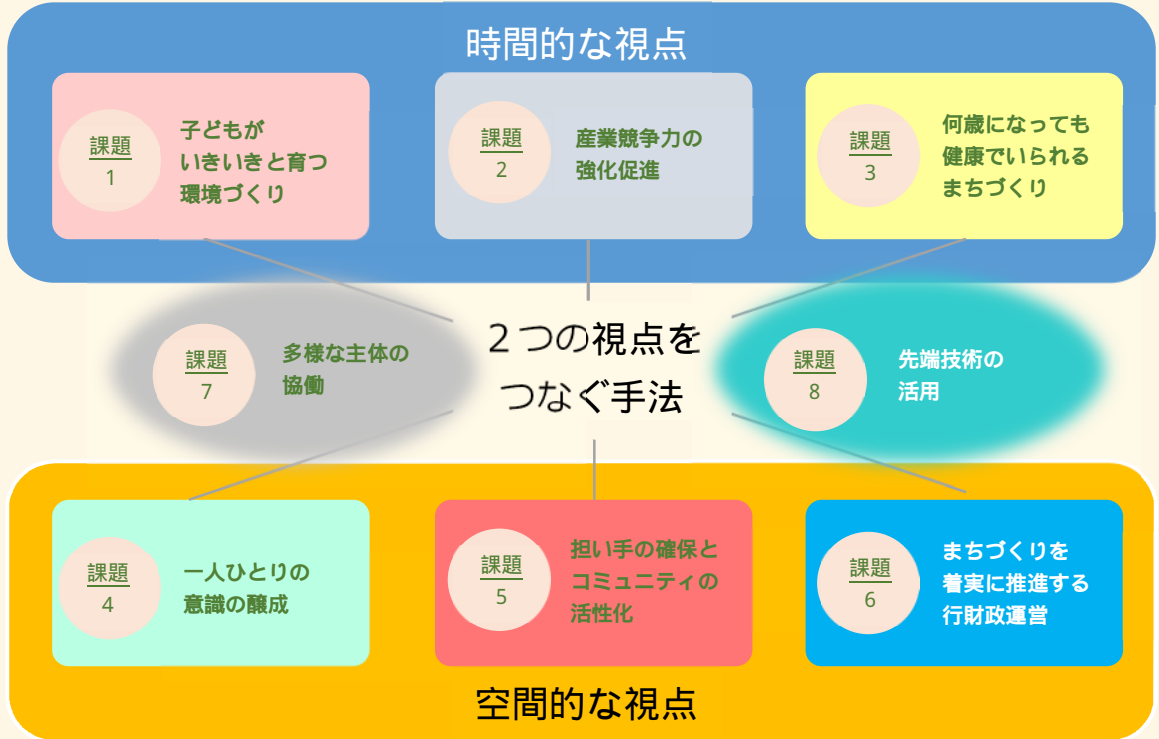 時間的な視点
課題
1
子どもが
いきいきと育つ
環境づくり
課題
2
産業競争力の
強化促進
課題
3
何歳になっても
健康でいられる
まちづくり
課題
7
多様な主体の
協働
２つの視点を
つなぐ手法
課題
8
先端技術の
活用
課題
4
一人ひとりの
意識の醸成
課題
5
担い手の確保と
コミュニティの
活性化
課題
6
まちづくりを
着実に推進する
行財政運営
空間的な視点